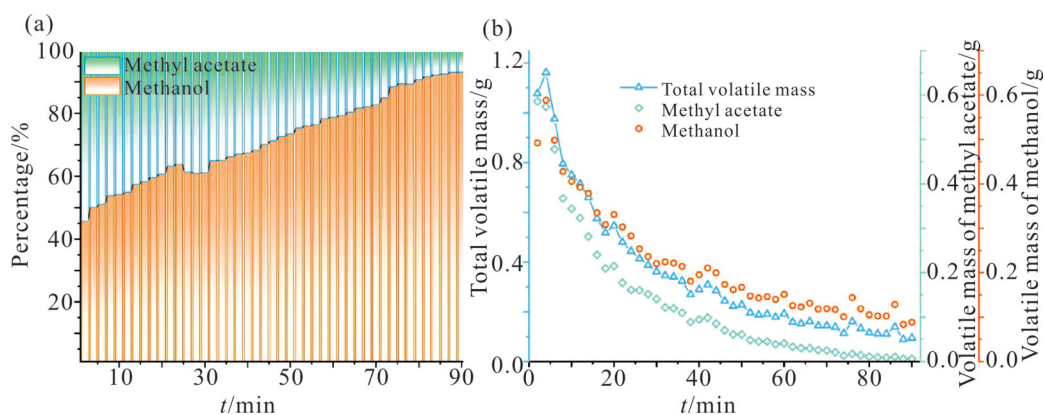 (a)
Percentage/%
100
80
60
40
20
Methyl acetate
Methanol
10
30
50
70
90
t/min
(b)
Total volatile mass/g
1.2
0.8
0.4
0.0
Total volatile mass
Methyl acetate
Methanol
0
20
40
60
80
t/min
0.6
0.4
0.2
0.0
Volatile mass of methyl acetate/g
0.6
0.4
0.2
0.0
Volatile mass of methanol/g